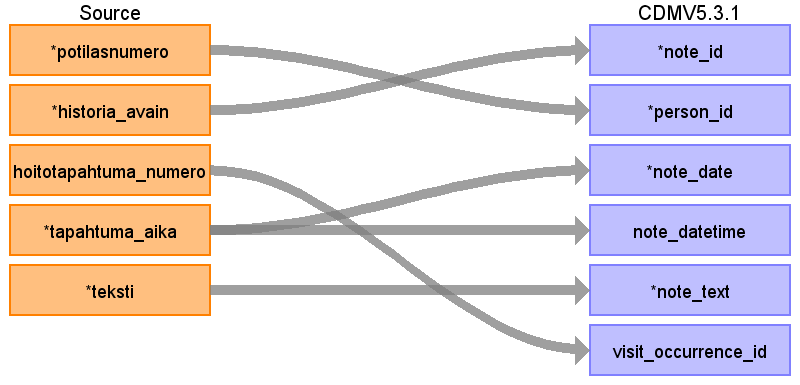 Source
CDMV5.3.1
*potilasnumero
*note_id
*historia_avain
*person_id
hoitotapahtuma_numero
*note_date
*tapahtuma_aika
note_datetime
*teksti
*note_text
visit_occurrence_id